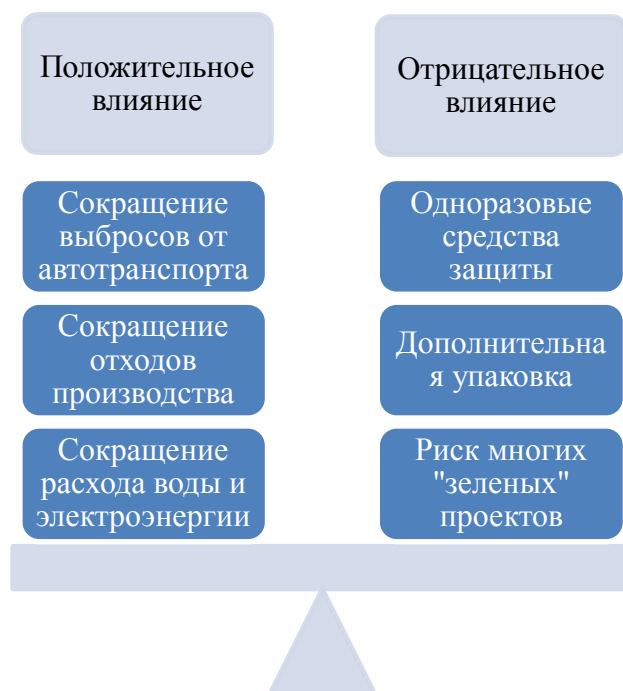 Положительное
влияние
Сокращение
выбросов от
автотранспорта
Сокращение
отходов
производства
Сокращение
расхода воды и
электроэнергии
Отрицательное
влияние
Одноразовые
средства
защиты
Дополнительна
я упаковка
Риск многих
"зеленых"
проектов